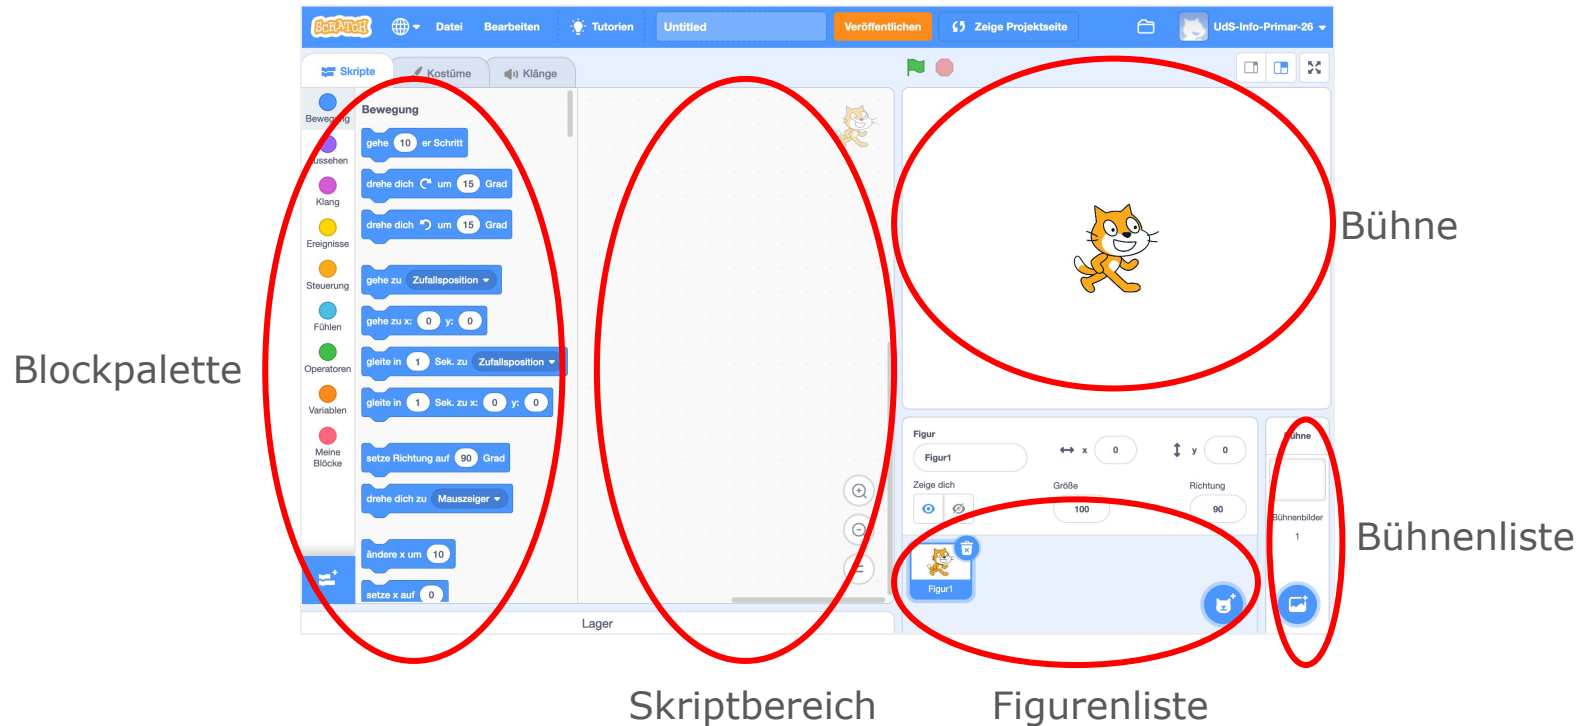 SCRATCH Datei Bearbeiten Tutorien Untitled Veröffentlichen Zeige Projektseite UdS-Info-Primar-26
Skripte Kostüme Klänge
Bewegung
Aussehen
Klang
Ereignisse
Steuerung
Fühlen
Operatoren
Variablen
Meine
Blöcke
Bewegung
gehe 10 er Schritt
drehe dich um 15 Grad
drehe dich um 15 Grad
gehe zu Zufallsposition
gehe zu x: 0 y: 0
gleite in 1 Sek. zu Zufallsposition
gleite in 1 Sek. zu x: 0 y: 0
setze Richtung auf 90 Grad
drehe dich zu Mauszeiger
ändere x um 10
setze x auf 0
Lager
Figur
Figur1 x 0 y 0
Zeige dich Größe Richtung
100 90
Figur1
Bühne
Bühnenbilder
1
Blockpalette
Skriptbereich
Figurenliste
Bühne
Bühnenliste